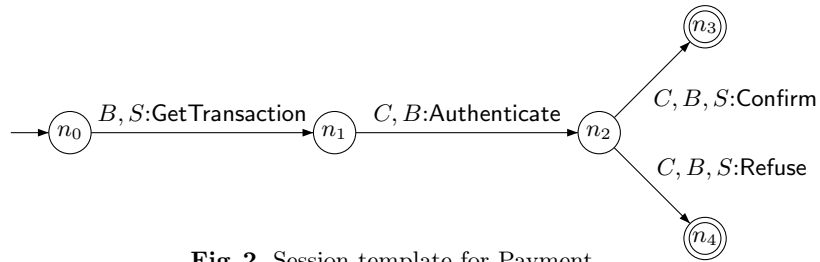 n3
B, S:GetTransaction C, B:Authenticate C, B, S:Confirm
n0 n1 n2
C, B, S:Refuse
n4
Fig. 2. Session template for Payment